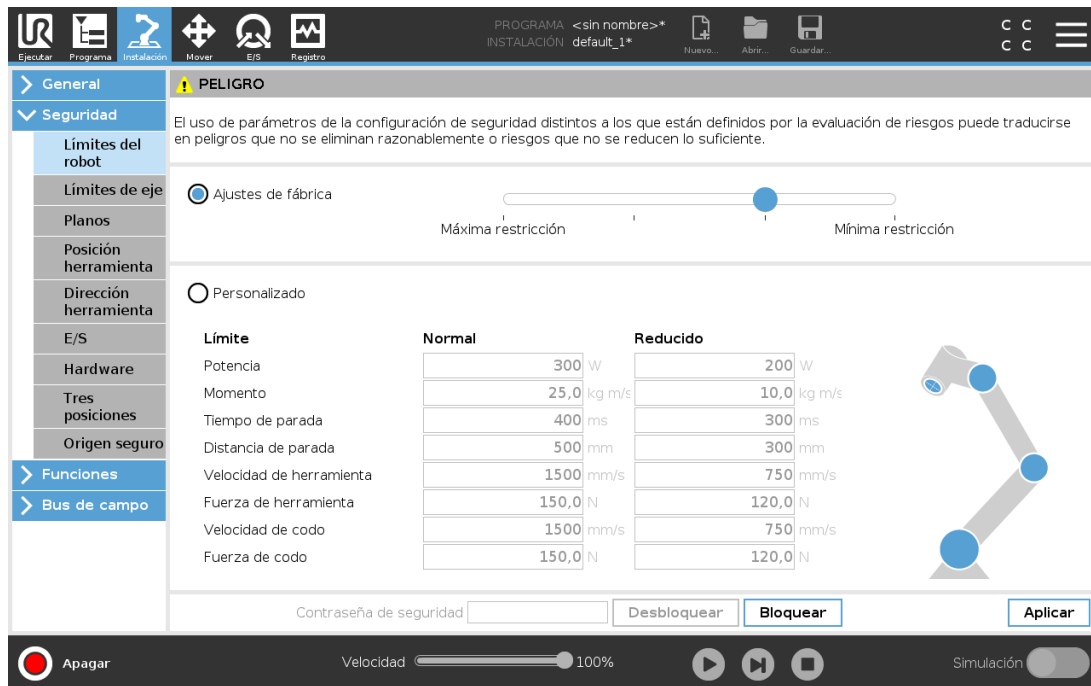 UR
Ejecutar
Programa
Instalación
Mover
E/S
Registro
PROGRAMA <sin nombre>*
INSTALACIÓN default_1*
Nuevo...
Abrir...
Guardar...
C C
C C
General
Seguridad
Límites del
robot
Límites de eje
Planos
Posición
herramienta
Dirección
herramienta
E/S
Hardware
Tres
posiciones
Origen seguro
Funciones
Bus de campo
PELIGRO
El uso de parámetros de la configuración de seguridad distintos a los que están definidos por la evaluación de riesgos puede traducirse
en peligros que no se eliminan razonablemente o riesgos que no se reducen lo suficiente.
Ajustes de fábrica
Máxima restricción Mínima restricción
Personalizado
Límite Normal Reducido
Potencia 300 W 200 W
Momento 25,0 kg m/s 10,0 kg m/s
Tiempo de parada 400 ms 300 ms
Distancia de parada 500 mm 300 mm
Velocidad de herramienta 1500 mm/s 750 mm/s
Fuerza de herramienta 150,0 N 120,0 N
Velocidad de codo 1500 mm/s 750 mm/s
Fuerza de codo 150,0 N 120,0 N
Contraseña de seguridad Desbloquear Bloquear Aplicar
Apagar Velocidad 100% Simulación